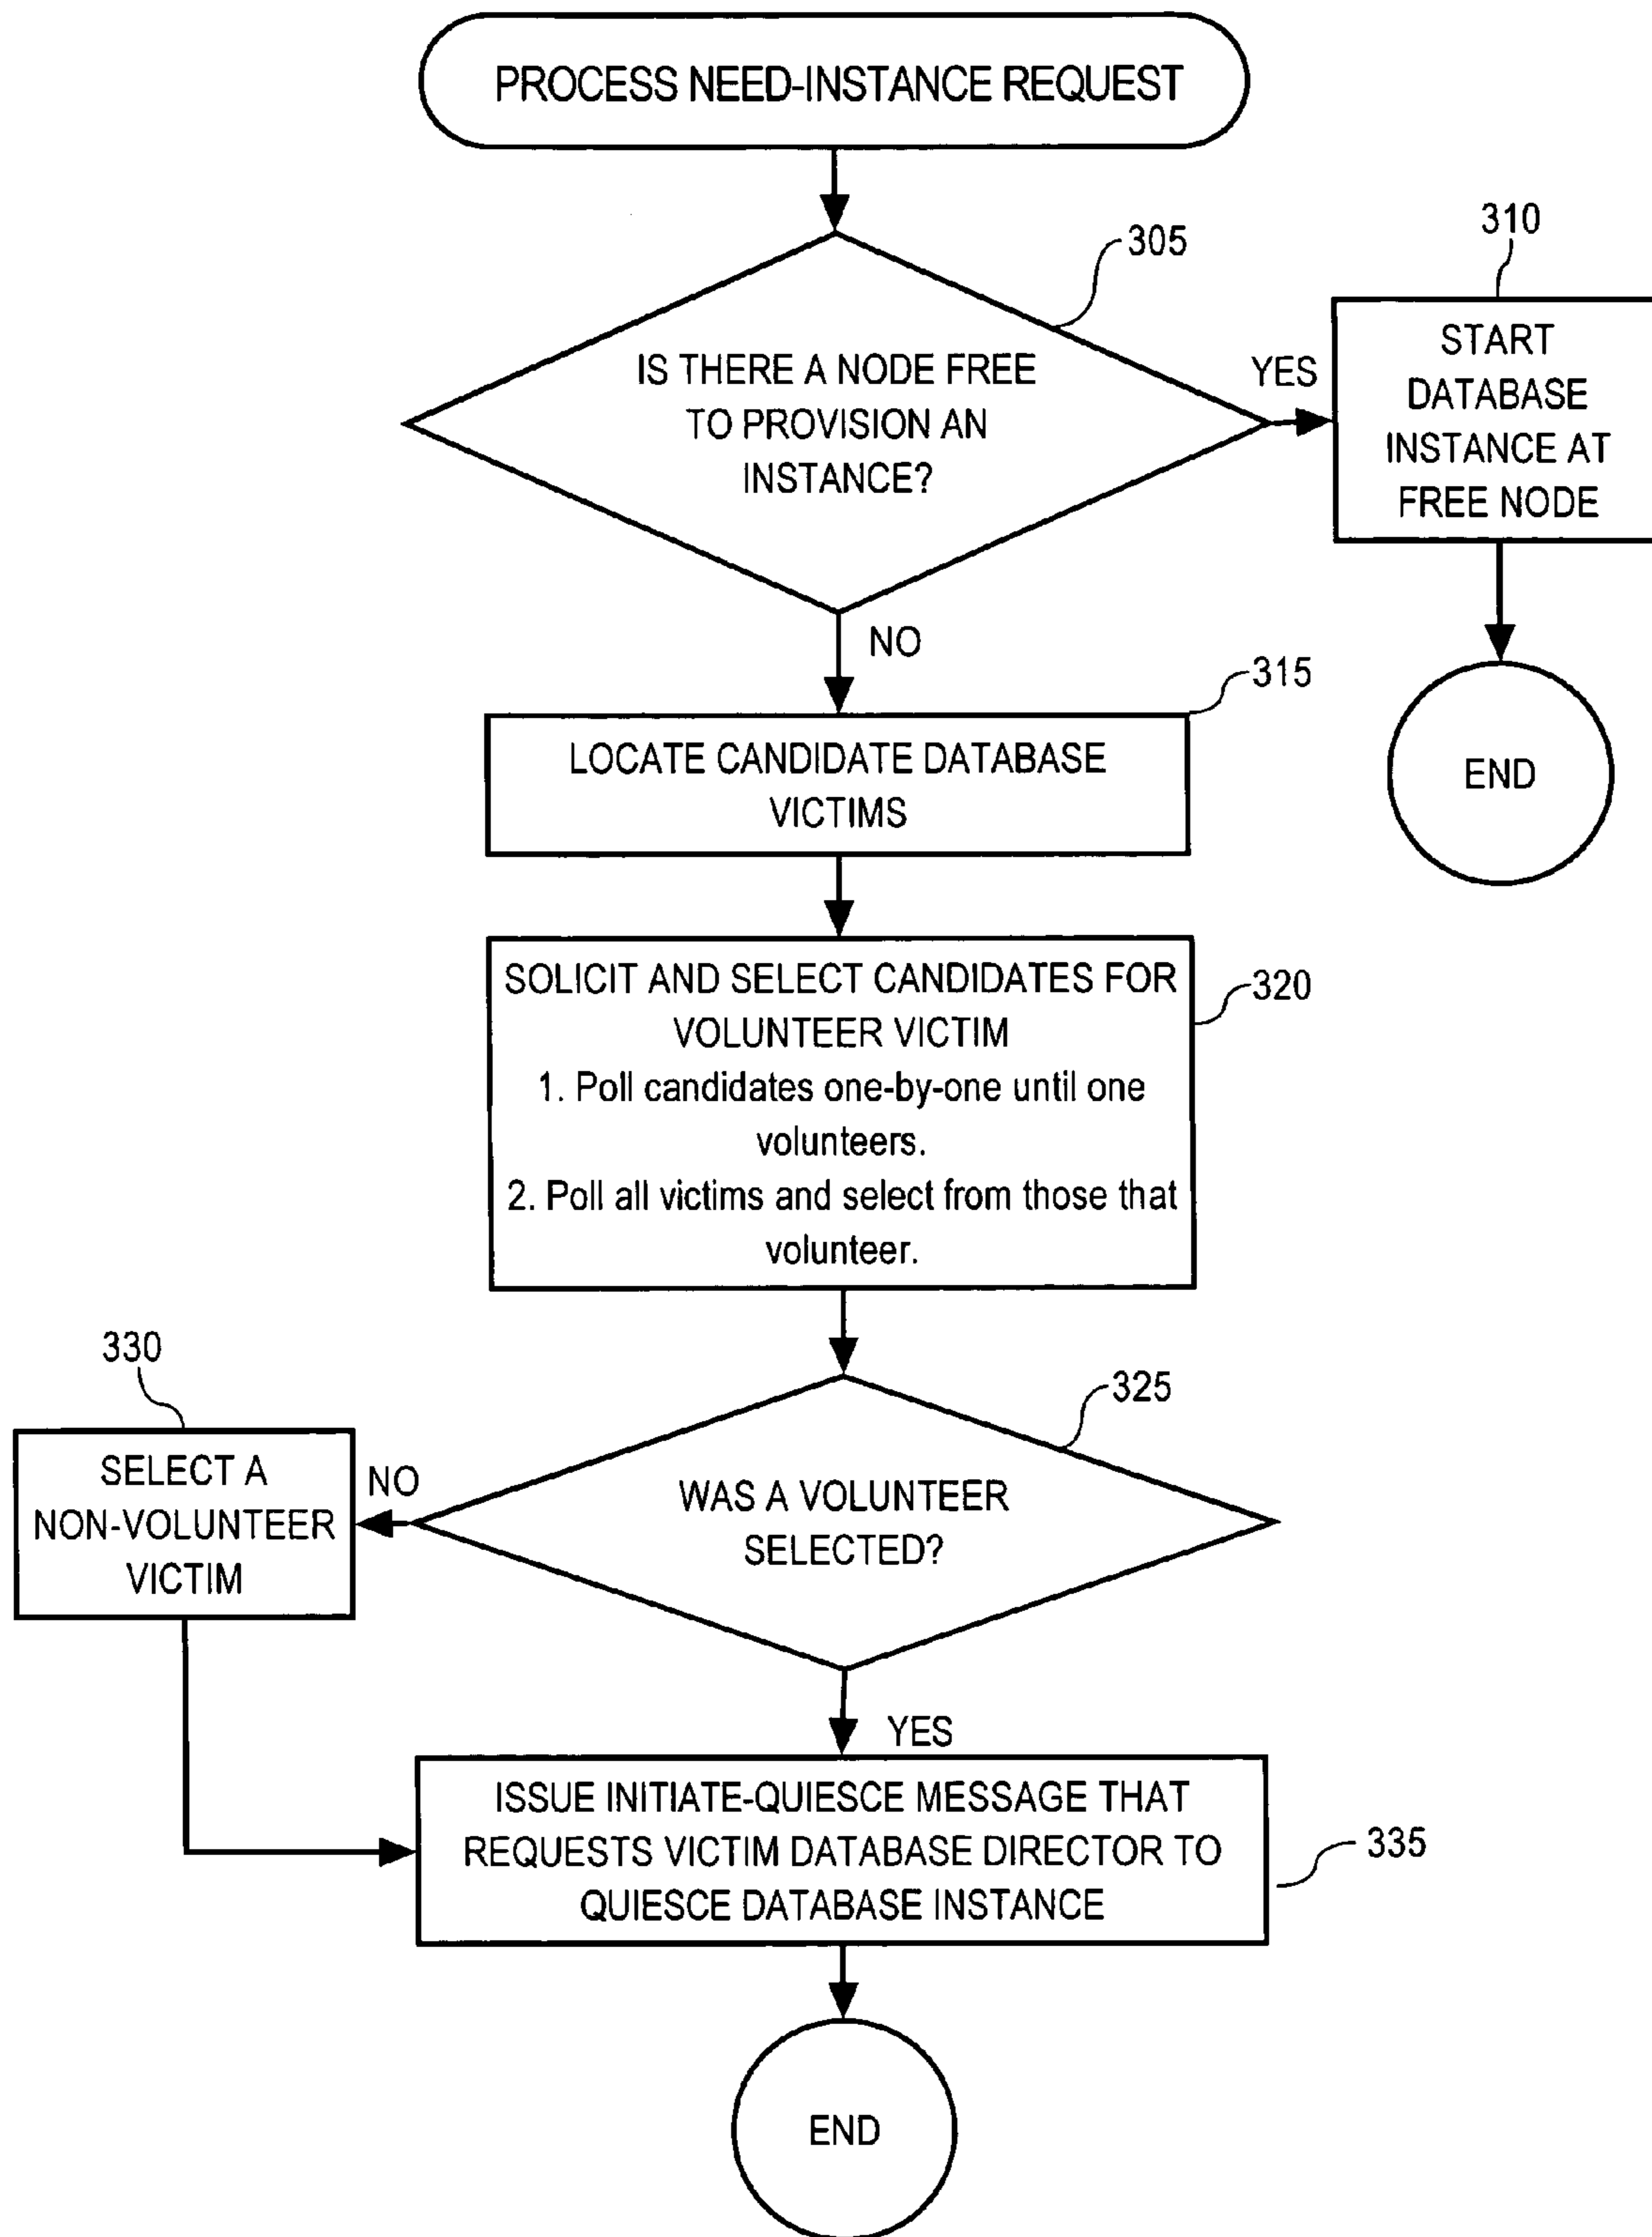 PROCESS NEED-INSTANCE REQUEST
305
310
IS THERE A NODE FREE
TO PROVISION AN
INSTANCE?
YES
START
DATABASE
INSTANCE AT
FREE NODE
NO
END
315
LOCATE CANDIDATE DATABASE
VICTIMS
320
SOLICIT AND SELECT CANDIDATES FOR
VOLUNTEER VICTIM
1. Poll candidates one-by-one until one
volunteers.
2. Poll all victims and select from those that
volunteer.
325
330
WAS A VOLUNTEER
SELECTED?
NO
SELECT A
NON-VOLUNTEER
VICTIM
YES
ISSUE INITIATE-QUIESCE MESSAGE THAT
REQUESTS VICTIM DATABASE DIRECTOR TO
QUIESCE DATABASE INSTANCE
335
END